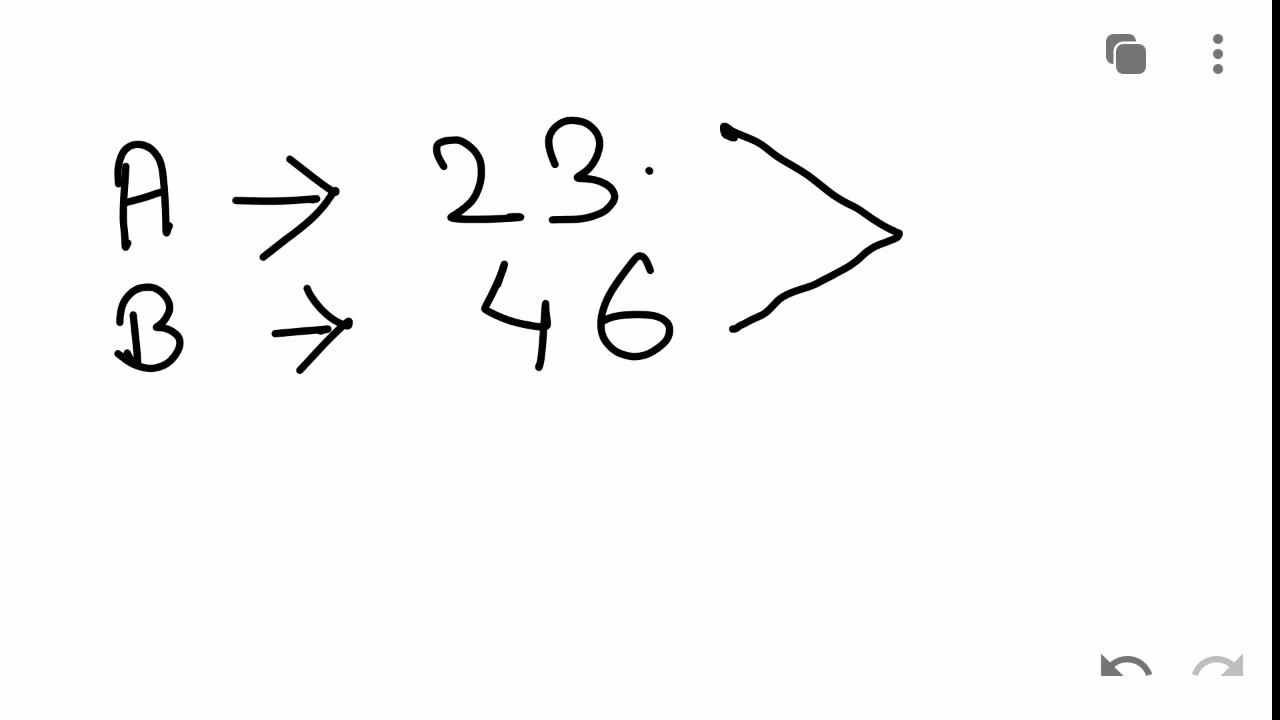 A → 23.
B → 46